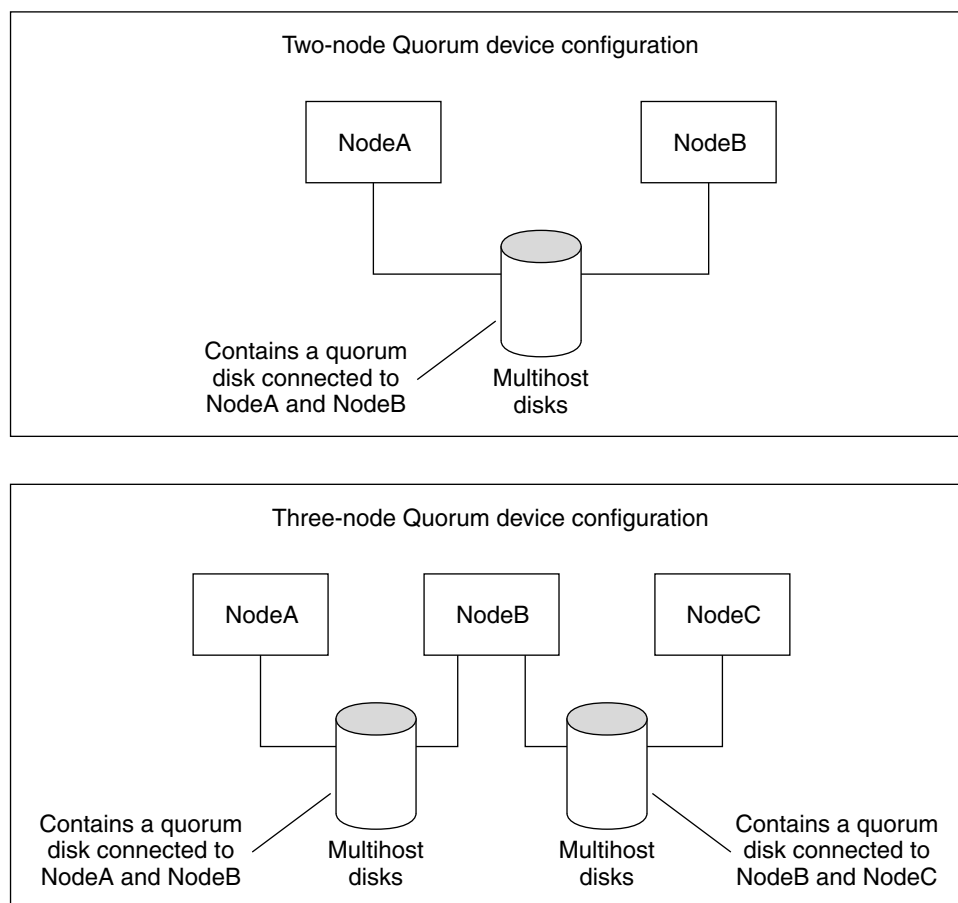 Two-node Quorum device configuration
NodeA
NodeB
Contains a quorum
disk connected to
NodeA and NodeB
Multihost
disks
Three-node Quorum device configuration
NodeA
NodeB
NodeC
Contains a quorum
disk connected to
NodeA and NodeB
Multihost
disks
Multihost
disks
Contains a quorum
disk connected to
NodeB and NodeC